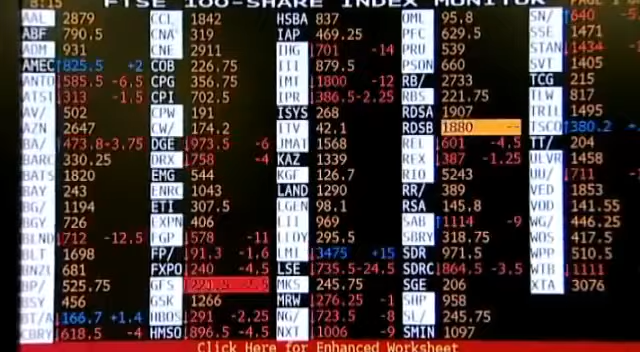 8:15 FTSE 100-SHARE INDEX MONITOR PAGE 1
AAL 2879 CCL 1842 HSBA 837 OML 95.8 SN/ 640 -5
ABF 790.5 CNA 319 IAP 469.25 PFC 629.5 SSE 1471
ADM 931 CNE 2911 IHG 701 -14 PRU 539 STAN 1434
AMEC 825.5 +2 COB 226.75 III 879.5 PSON 660 SVT 1405
ANTO 585.5 -6.5 CPG 356.75 IMT 1800 -12 RB/ 2733 TCG 215
ATST 313 -1.5 CPI 702.5 IPR 386.5-2.25 RBS 221.75 TLW 817
AV/ 502 CPW 191 ISYS 268 RDSA 1907 TRIL 1495
AZN 2647 CW/ 174.2 ITV 42.1 RDSB 1880 -- TSCO 380.2
BA/ 473.8-3.75 DGE 973.5 -6 JMAT 1568 REL 601 -4.5 TT/ 204
BARC 330.25 DRX 758 -4 KAZ 1339 REX 387 -1.25 ULVR 1458
BATS 1820 EMG 544 KGF 126.7 RIO 5243 UU/ 711
BAY 243 ENRC 1043 LAND 1290 RR/ 389 VED 1853
BG/ 1194 ETI 307.5 LGEN 98.1 RSA 145.8 VOD 141.55
BGY 726 EXPN 406 LII 969 SAB 1114 -9 WG/ 446.25
BLND 712 -12.5 FGP 578 -11 LLOY 295.5 SBRY 318.75 WOS 417.5
BLT 1698 FP/ 91.3 -1.6 LMI 3475 +15 SDR 971.5 WPP 510.5
BNZL 681 FXPO 240 -4.5 LSE 735.5-24.5 SDRC 864.5 -3.5 WTB 1111
BP/ 525.75 GFS MKS 245.75 SGE 206 XTA 3076
BSY 456 GSK 1266 MRW 276.25 -1 SHP 958
BT/A 166.7 +1.4 HBOS 291 -2.25 NG/ 723.5 -8 SL/ 245.75
CBRY 618.5 -4 HMSO 896.5 -4.5 NXT 1006 -9 SMIN 1097
Click Here for Enhanced Worksheet